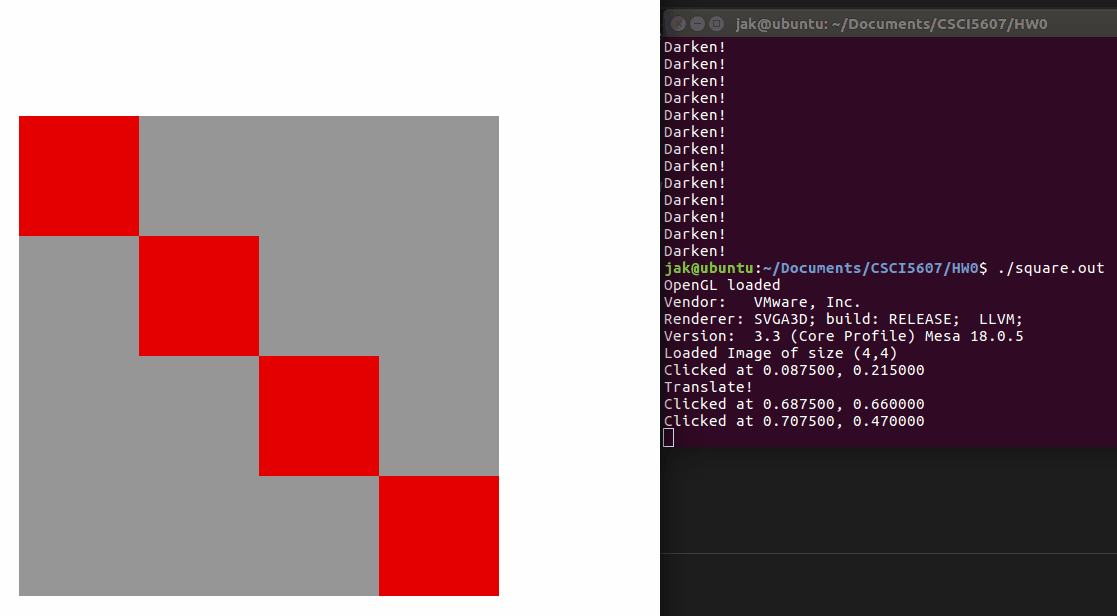 jak@ubuntu: ~/Documents/CSCI5607/HW0
Darken!
Darken!
Darken!
Darken!
Darken!
Darken!
Darken!
Darken!
Darken!
Darken!
Darken!
Darken!
Darken!
jak@ubuntu:~/Documents/CSCI5607/HW0$ ./square.out
OpenGL loaded
Vendor:   VMware, Inc.
Renderer: SVGA3D; build: RELEASE;  LLVM;
Version:  3.3 (Core Profile) Mesa 18.0.5
Loaded Image of size (4,4)
Clicked at 0.087500, 0.215000
Translate!
Clicked at 0.687500, 0.660000
Clicked at 0.707500, 0.470000